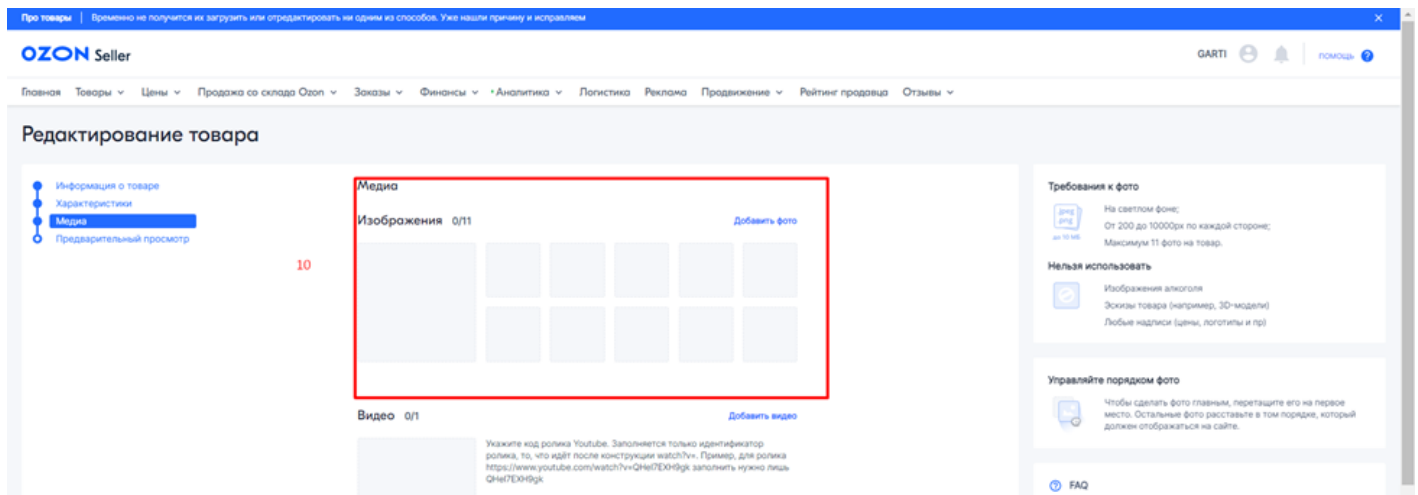 Про товары | Временно не получится их загрузить или отредактировать ни одним из способов. Уже нашли причину и исправляем
OZON Seller
GARTI
помощь
Главная Товары Цены Продажа со склада Ozon Заказы Финансы Аналитика Логистика Реклама Продвижение Рейтинг продавца Отзывы
Редактирование товара
Информация о товаре
Характеристики
Медиа
Предварительный просмотр
10
Медиа
Изображения 0/11
Добавить фото
Видео 0/1
Добавить видео
Укажите код ролика Youtube. Заполняется только идентификатор
ролика, то, что идёт после конструкции watch?v=. Пример, для ролика
https://www.youtube.com/watch?v=QHel7EXH9gk заполнить нужно лишь
QHel7EXH9gk
Требования к фото
jpeg
png
до 10 МБ
На светлом фоне;
От 200 до 10000px по каждой стороне;
Максимум 11 фото на товар.
Нельзя использовать
Изображения алкоголя
Эскизы товара (например, 3D-модели)
Любые надписи (цены, логотипы и пр)
Управляйте порядком фото
Чтобы сделать фото главным, перетащите его на первое
место. Остальные фото расставьте в том порядке, который
должен отображаться на сайте.
FAQ